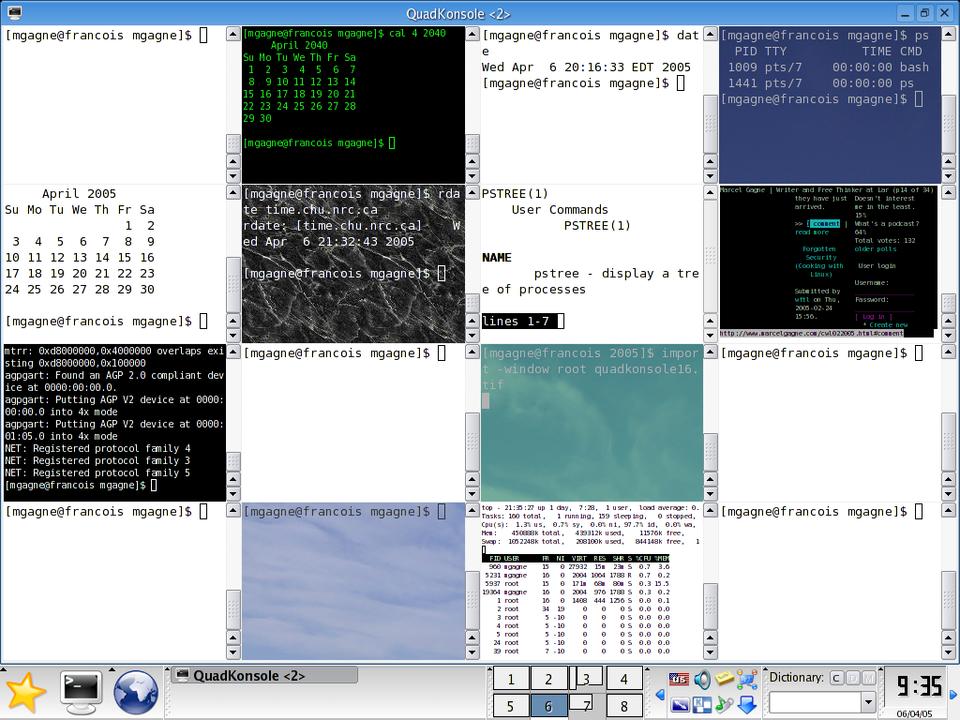 QuadKonsole <2>
[mgagne@francois mgagne]$
[mgagne@francois mgagne]$ cal 4 2040
April 2040
Su Mo Tu We Th Fr Sa
1 2 3 4 5 6 7
8 9 10 11 12 13 14
15 16 17 18 19 20 21
22 23 24 25 26 27 28
29 30
[mgagne@francois mgagne]$
[mgagne@francois mgagne]$ dat
e
Wed Apr  6 20:16:33 EDT 2005
[mgagne@francois mgagne]$
[mgagne@francois mgagne]$ ps
PID TTY TIME CMD
1009 pts/7 00:00:00 bash
1441 pts/7 00:00:00 ps
[mgagne@francois mgagne]$
April 2005
Su Mo Tu We Th Fr Sa
1 2
3 4 5 6 7 8 9
10 11 12 13 14 15 16
17 18 19 20 21 22 23
24 25 26 27 28 29 30
[mgagne@francois mgagne]$
[mgagne@francois mgagne]$ rda
te time.chu.nrc.ca
rdate: [time.chu.nrc.ca] W
ed Apr  6 21:32:43 2005
[mgagne@francois mgagne]$
PSTREE(1)
User Commands
PSTREE(1)
NAME
pstree - display a tre
e of processes
lines 1-7
Marcel Gagne | Writer and Free Thinker at Lar (p14 of 34)
they have just
arrived.
>> [ comment |
read more
Forgotten
Security
(Cooking with
Linux)
Submitted by
wftl on Thu,
2005-02-24
15:56.
Doesn't interest
me in the least.
15%
What's a podcast?
64%
Total votes: 132
older polls
User login
Username:
Password:
[ Log in ]
* Create new
http://www.marcelgagne.com/cwl022005.html#comment
mtrr: 0xd8000000,0x4000000 overlaps exi
sting 0xd8000000,0x100000
agpgart: Found an AGP 2.0 compliant dev
ice at 0000:00:00.0.
agpgart: Putting AGP V2 device at 0000:
00:00.0 into 4x mode
agpgart: Putting AGP V2 device at 0000:
01:05.0 into 4x mode
NET: Registered protocol family 4
NET: Registered protocol family 3
NET: Registered protocol family 5
[mgagne@francois mgagne]$
[mgagne@francois mgagne]$
[mgagne@francois 2005]$ impor
t -window root quadkonsole16.
tif
[mgagne@francois mgagne]$
[mgagne@francois mgagne]$
[mgagne@francois mgagne]$
top - 21:35:27 up 1 day, 7:28, 1 user, load average: 0.
Tasks: 160 total, 1 running, 159 sleeping, 0 stopped,
Cpu(s): 1.3% us, 0.7% sy, 0.0% ni, 97.7% id, 0.0% wa,
Mem: 450888k total, 439312k used, 11576k free,
Swap: 1052248k total, 208100k used, 844148k free, 1
PID USER PR NI VIRT RES SHR S %CPU %MEM
960 mgagne 15 0 27932 15m 23m S 0.7 3.6
5231 mgagne 16 0 2004 1064 1788 R 0.7 0.2
5937 root 15 0 171m 68m 80m S 0.3 15.5
19364 mgagne 16 0 2004 976 1788 S 0.3 0.2
1 root 16 0 1408 444 1256 S 0.0 0.1
2 root 34 19 0 0 0 S 0.0 0.0
3 root 5 -10 0 0 0 S 0.0 0.0
4 root 5 -10 0 0 0 S 0.0 0.0
5 root 5 -10 0 0 0 S 0.0 0.0
24 root 5 -10 0 0 0 S 0.0 0.0
39 root 7 -10 0 0 0 S 0.0 0.0
[mgagne@francois mgagne]$
QuadKonsole <2>
1 2 3 4
5 6 7 8
us
Dictionary: C
9:35
06/04/05